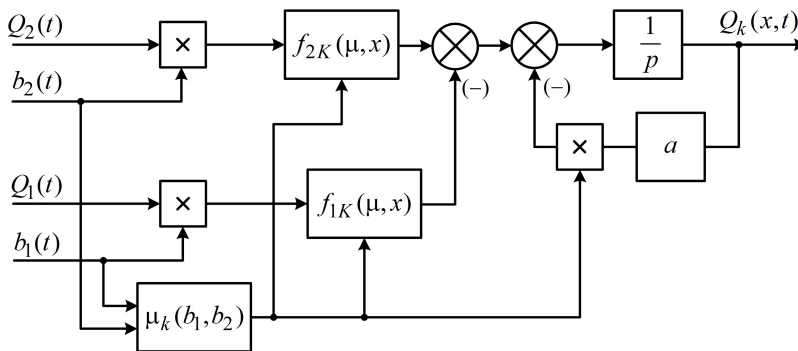 Q₂(t)
×
f₂K(μ, x)
1/p
Qₖ(x, t)
(−)
(−)
b₂(t)
×
a
Q₁(t)
×
f₁K(μ, x)
b₁(t)
μₖ(b₁, b₂)